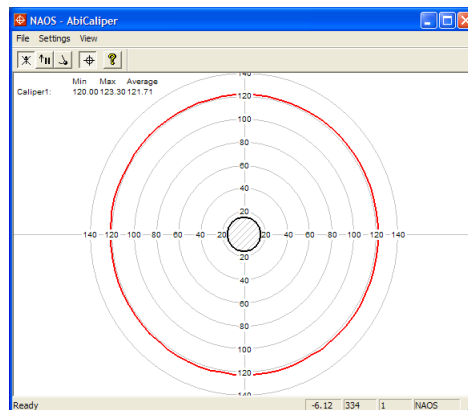 NAOS - AbiCaliper
File Settings View
Min Max Average
Caliper1: 120.00 123.30 121.71
140
120
100
80
60
40
20
140 120 100 80 60 40 20 20 40 60 80 100 120 140
20
40
60
80
100
120
140
Ready -6.12 334 1 NAOS